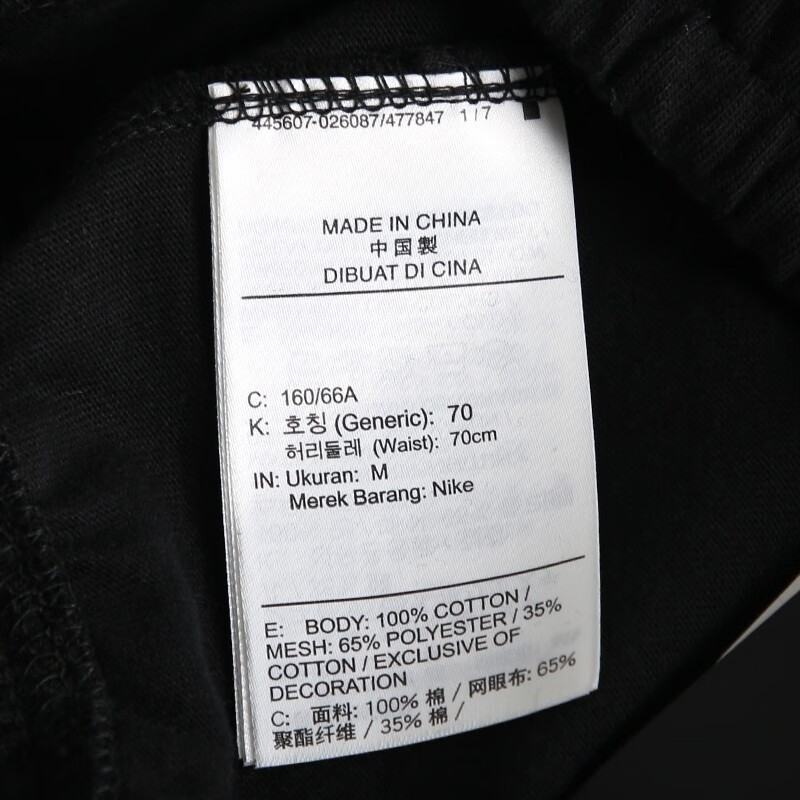 445607-026087/477847 1/7
MADE IN CHINA
中国製
DIBUAT DI CINA
C: 160/66A
K: 호칭 (Generic): 70
허리둘레 (Waist): 70cm
IN: Ukuran: M
Merek Barang: Nike
E: BODY: 100% COTTON /
MESH: 65% POLYESTER / 35%
COTTON / EXCLUSIVE OF
DECORATION
C: 面料: 100% 棉 / 网眼布: 65%
聚酯纤维 / 35% 棉 /